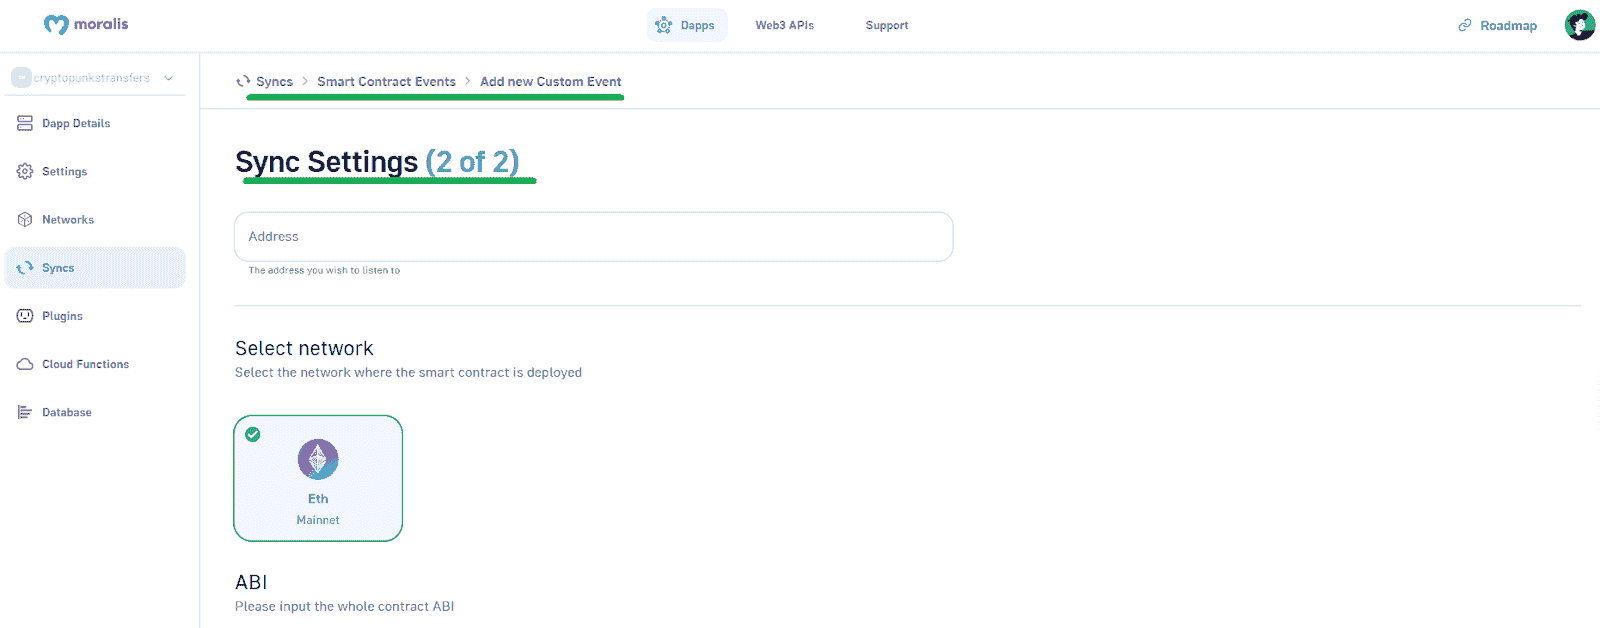 moralis
Dapps
Web3 APIs
Support
Roadmap
cryptopunkstransfers
Dapp Details
Settings
Networks
Syncs
Plugins
Cloud Functions
Database
Syncs > Smart Contract Events > Add new Custom Event
Sync Settings (2 of 2)
Address
The address you wish to listen to
Select network
Select the network where the smart contract is deployed
Eth
Mainnet
ABI
Please input the whole contract ABI